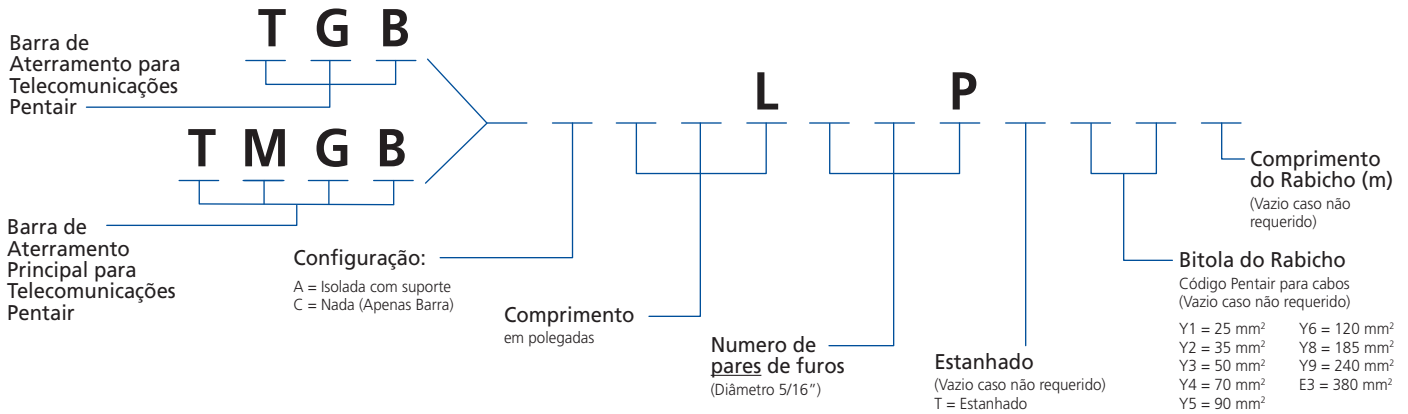 T G B
Barra de
Aterramento para
Telecomunicações
Pentair
L P
T M G B
Barra de
Aterramento
Principal para
Telecomunicações
Pentair
Configuração:
A = Isolada com suporte
C = Nada (Apenas Barra)
Comprimento
em polegadas
Numero de
pares de furos
(Diâmetro 5/16”)
Estanhado
(Vazio caso não requerido)
T = Estanhado
Comprimento
do Rabicho (m)
(Vazio caso não
requerido)
Bitola do Rabicho
Código Pentair para cabos
(Vazio caso não requerido)
Y1 = 25 mm² Y6 = 120 mm²
Y2 = 35 mm² Y8 = 185 mm²
Y3 = 50 mm² Y9 = 240 mm²
Y4 = 70 mm² E3 = 380 mm²
Y5 = 90 mm²